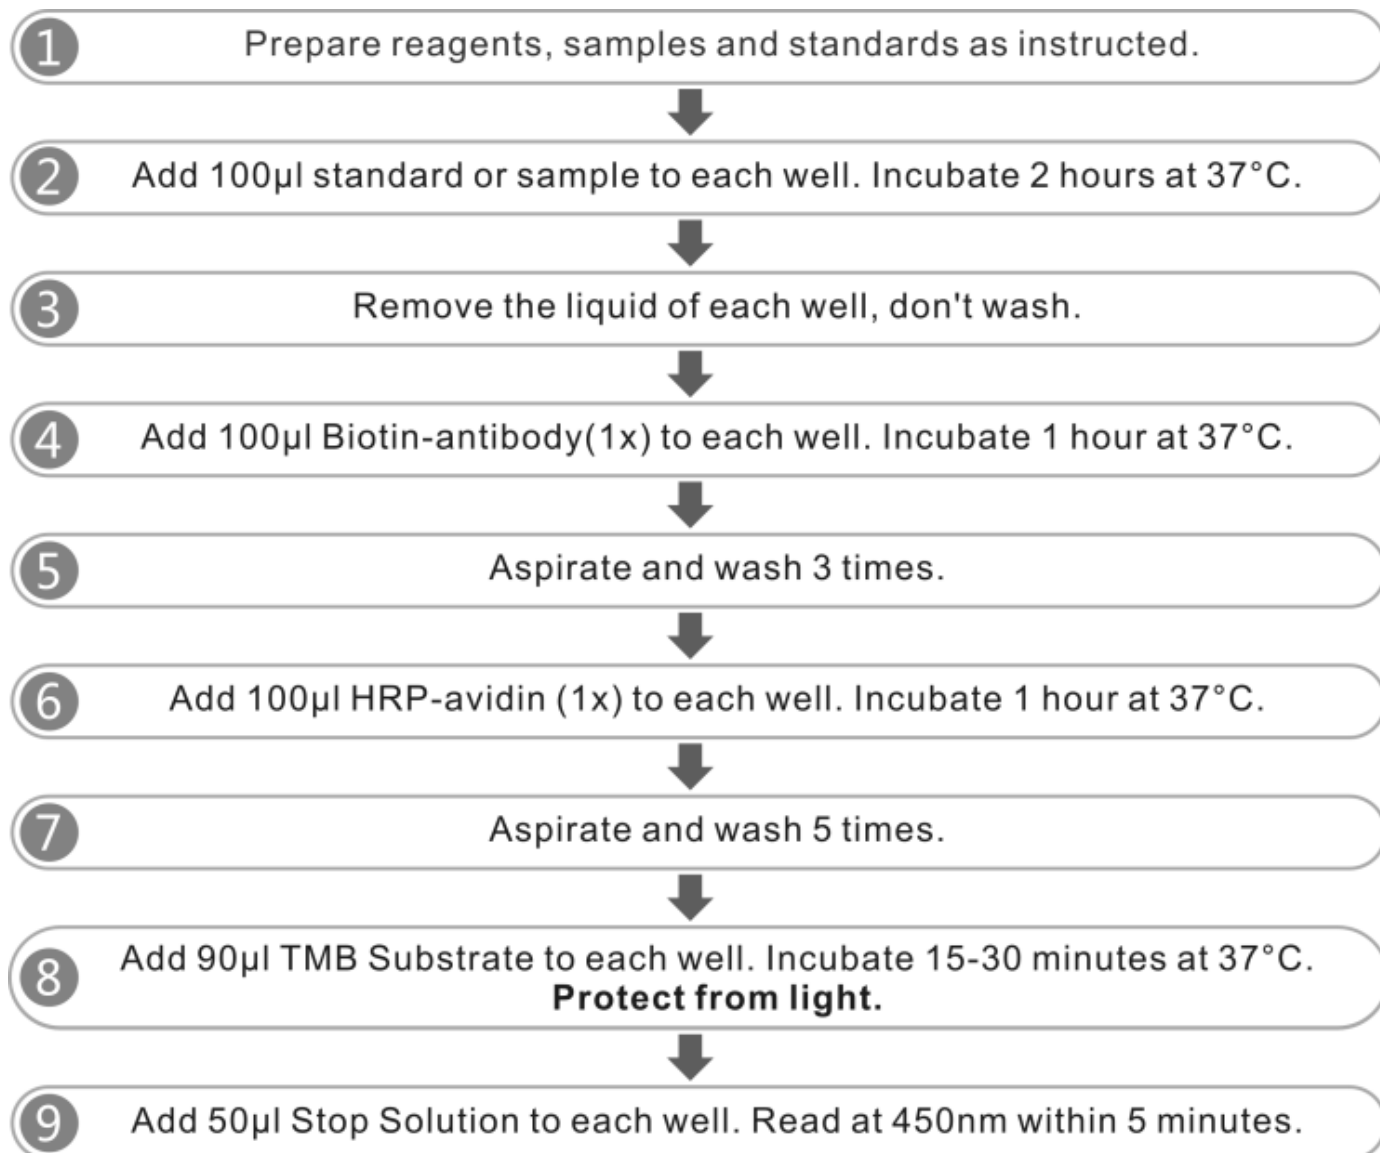 1 Prepare reagents, samples and standards as instructed.
2 Add 100µl standard or sample to each well. Incubate 2 hours at 37°C.
3 Remove the liquid of each well, don't wash.
4 Add 100µl Biotin-antibody(1x) to each well. Incubate 1 hour at 37°C.
5 Aspirate and wash 3 times.
6 Add 100µl HRP-avidin (1x) to each well. Incubate 1 hour at 37°C.
7 Aspirate and wash 5 times.
8 Add 90µl TMB Substrate to each well. Incubate 15-30 minutes at 37°C.
Protect from light.
9 Add 50µl Stop Solution to each well. Read at 450nm within 5 minutes.